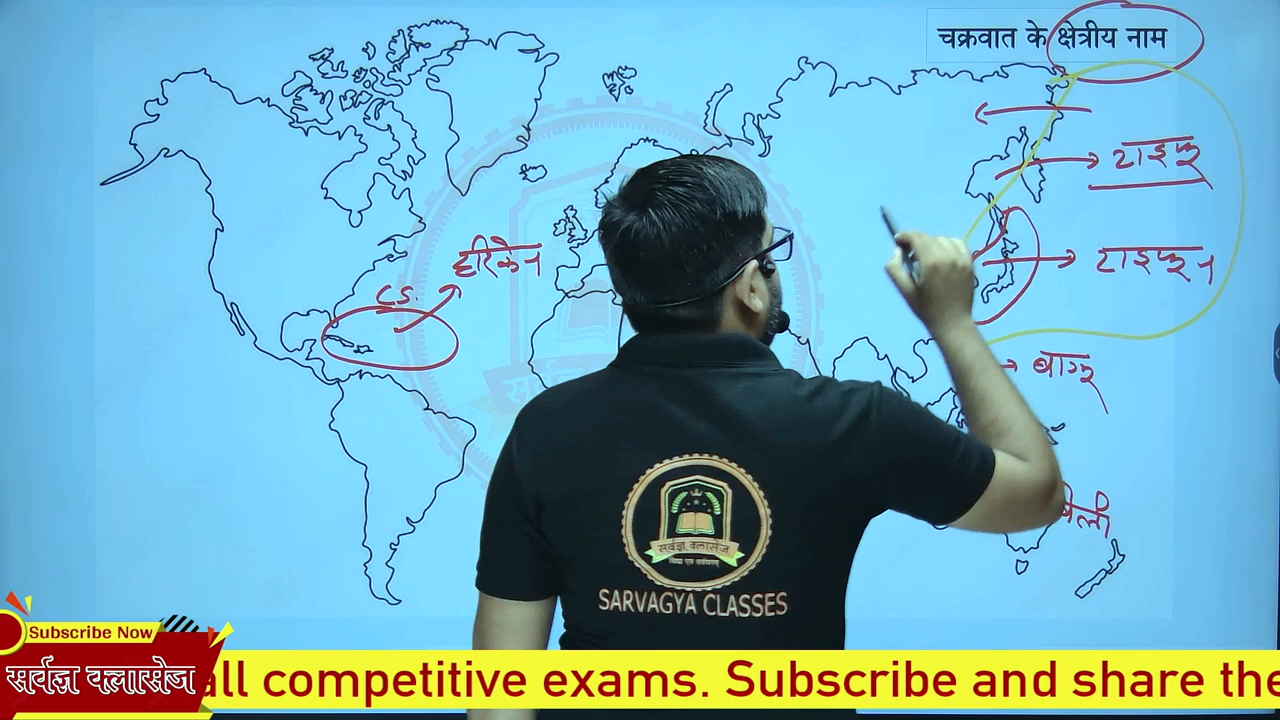 चक्रवात के क्षेत्रीय नाम
टाइफू
हरिकेन
टाइफून
C.S.
बागू
सर्वज्ञ क्लासेज
SARVAGYA CLASSES
Subscribe Now
सर्वज्ञ क्लासेज
all competitive exams. Subscribe and share the